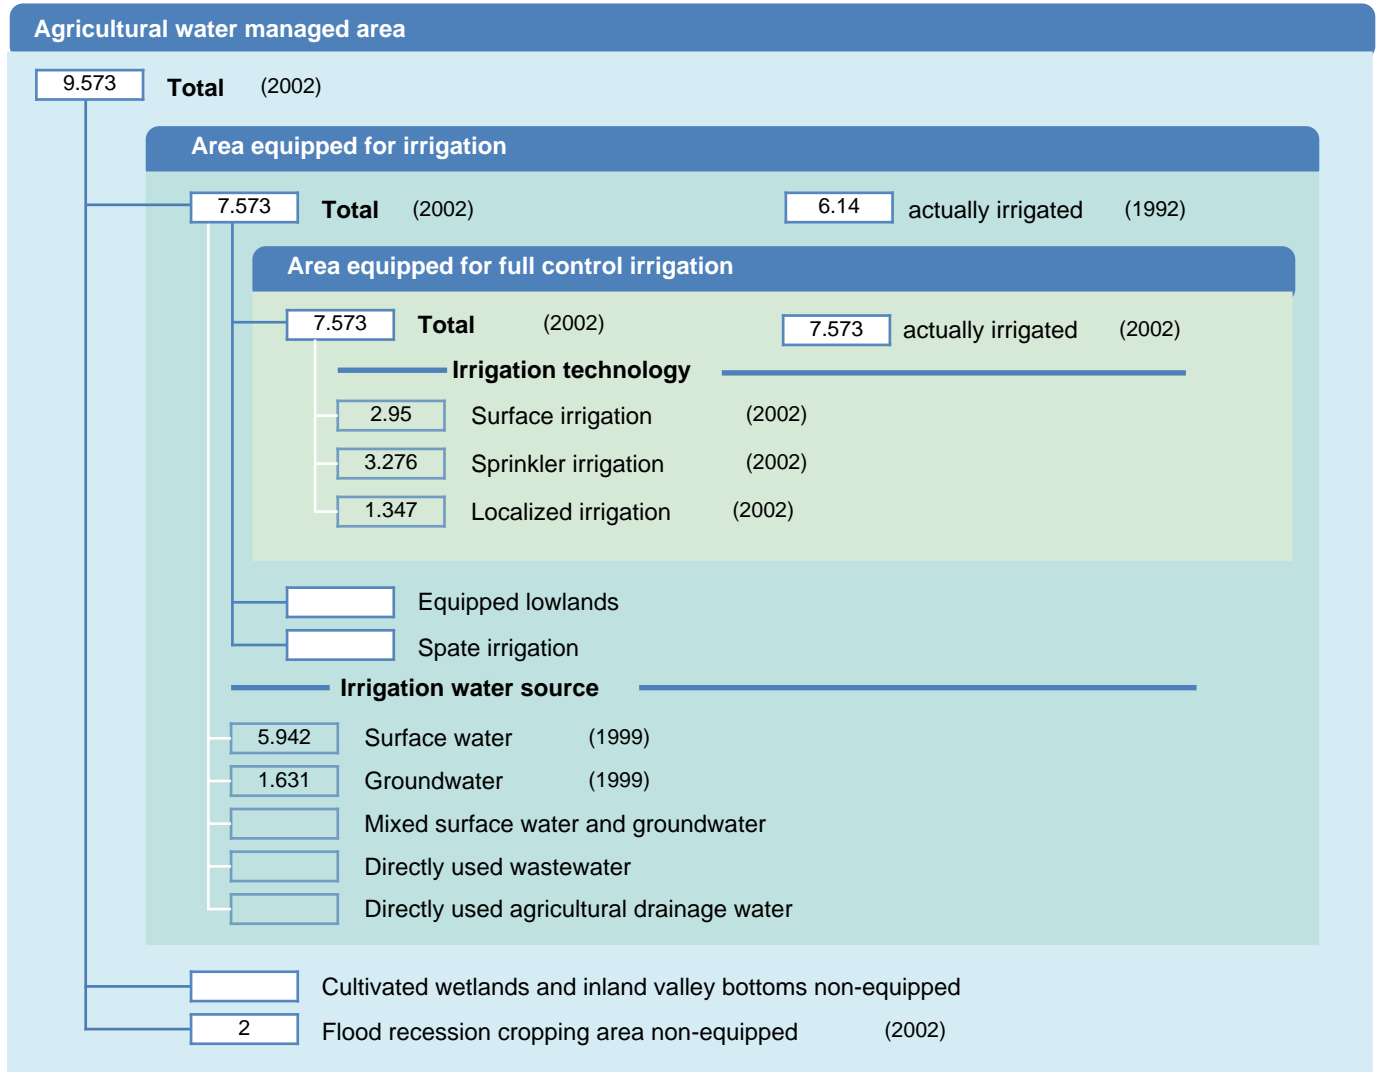 Agricultural water managed area
9.573 Total (2002)
Area equipped for irrigation
7.573 Total (2002) 6.14 actually irrigated (1992)
Area equipped for full control irrigation
7.573 Total (2002) 7.573 actually irrigated (2002)
Irrigation technology
2.95 Surface irrigation (2002)
3.276 Sprinkler irrigation (2002)
1.347 Localized irrigation (2002)
Equipped lowlands
Spate irrigation
Irrigation water source
5.942 Surface water (1999)
1.631 Groundwater (1999)
Mixed surface water and groundwater
Directly used wastewater
Directly used agricultural drainage water
Cultivated wetlands and inland valley bottoms non-equipped
2 Flood recession cropping area non-equipped (2002)